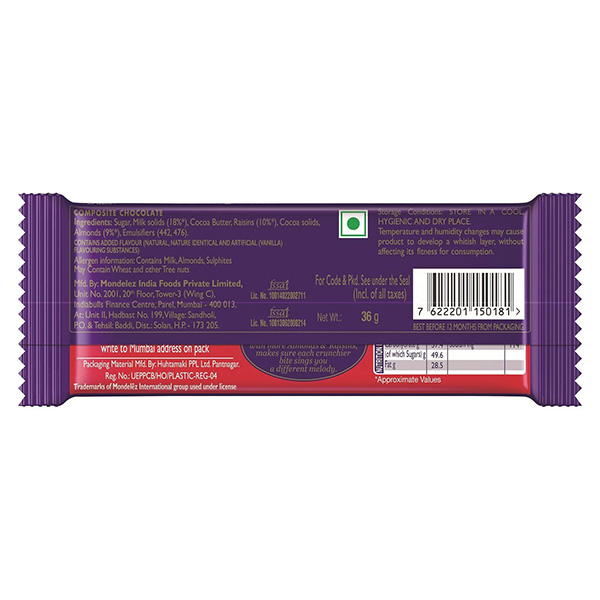 COMPOSITE CHOCOLATE
Ingredients: Sugar, Milk solids (18%*), Cocoa Butter, Raisins (10%*), Cocoa solids,
Almonds (9%*), Emulsifiers (442, 476).
CONTAINS ADDED FLAVOUR (NATURAL, NATURE IDENTICAL AND ARTIFICIAL (VANILLA)
FLAVOURING SUBSTANCES)
Allergen information: Contains Milk, Almonds, Sulphites
May Contain Wheat and other Tree nuts
Mfd. By: Mondelez India Foods Private Limited,
Unit No. 2001, 20th Floor, Tower-3 (Wing C),
Indiabulls Finance Centre, Parel, Mumbai - 400 013.
At: Unit II, Hadbast No. 199, Village: Sandholi,
P.O. & Tehsil: Baddi, Dist.: Solan, H.P. - 173 205.
fssai
Lic. No. 10014022002711
fssai
Lic. No. 10013062000214
For Code & Pkd. See under the Seal
(Incl. of all taxes)
Net Wt.: 36 g
Storage Conditions: STORE IN A COOL,
HYGIENIC AND DRY PLACE.
Temperature and humidity changes may cause
product to develop a whitish layer, without
affecting its fitness for consumption.
7 622201 150181 >
BEST BEFORE 12 MONTHS FROM PACKAGING
write to Mumbai address on pack
Packaging Material Mfg. By: Huhtamaki PPL Ltd. Pantnagar.
Reg. No.: UEPPCB/HO/PLASTIC-REG-04
Trademarks of Mondelēz International group used under license
with more Almonds & Raisins,
makes sure each crunchier
bite sings you
a different melody.
NUTRITION
(of which Sugars) g 49.6
Fat g 28.5
*Approximate Values